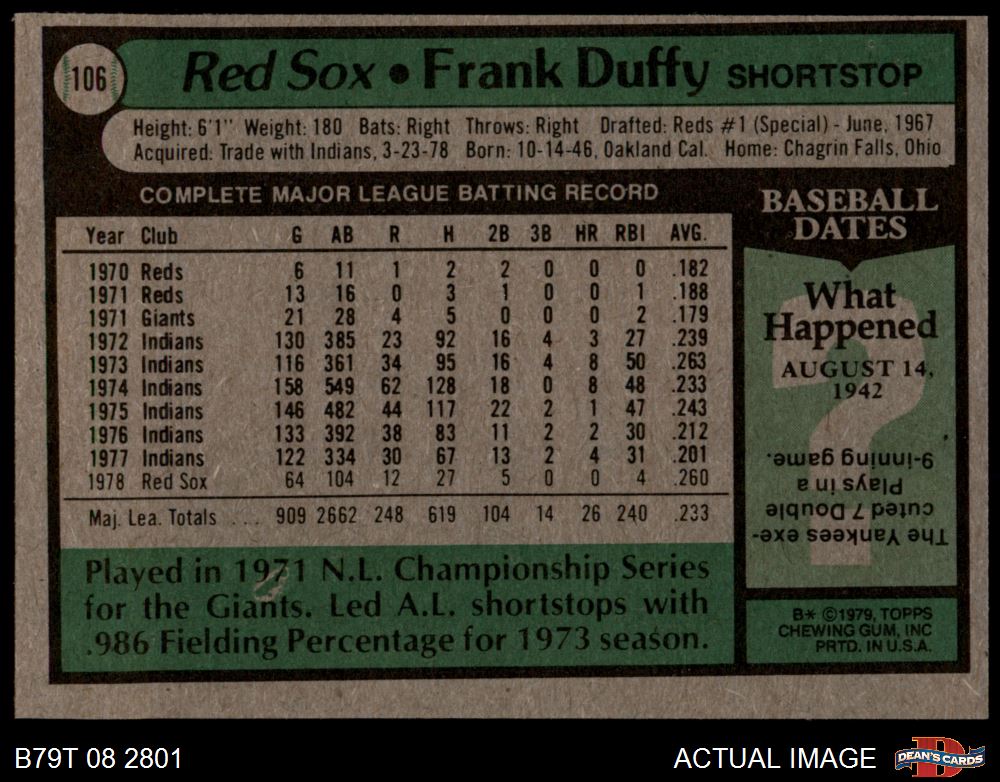 106
Red Sox • Frank Duffy SHORTSTOP
Height: 6'1" Weight: 180 Bats: Right Throws: Right Drafted: Reds #1 (Special) - June, 1967
Acquired: Trade with Indians, 3-23-78 Born: 10-14-46, Oakland Cal. Home: Chagrin Falls, Ohio
COMPLETE MAJOR LEAGUE BATTING RECORD
Year Club G AB R H 2B 3B HR RBI AVG.
1970 Reds 6 11 1 2 2 0 0 0 .182
1971 Reds 13 16 0 3 1 0 0 1 .188
1971 Giants 21 28 4 5 0 0 0 2 .179
1972 Indians 130 385 23 92 16 4 3 27 .239
1973 Indians 116 361 34 95 16 4 8 50 .263
1974 Indians 158 549 62 128 18 0 8 48 .233
1975 Indians 146 482 44 117 22 2 1 47 .243
1976 Indians 133 392 38 83 11 2 2 30 .212
1977 Indians 122 334 30 67 13 2 4 31 .201
1978 Red Sox 64 104 12 27 5 0 0 4 .260
Maj. Lea. Totals ... 909 2662 248 619 104 14 26 240 .233
Played in 1971 N.L. Championship Series
for the Giants. Led A.L. shortstops with
.986 Fielding Percentage for 1973 season.
BASEBALL
DATES
What
Happened
AUGUST 14,
1942
The Yankees exe-
cuted 7 Double
Plays in a
9-inning game.
B* ©1979, TOPPS
CHEWING GUM, INC
PRTD. IN U.S.A.
B79T 08 2801
ACTUAL IMAGE
D
DEAN'S CARDS